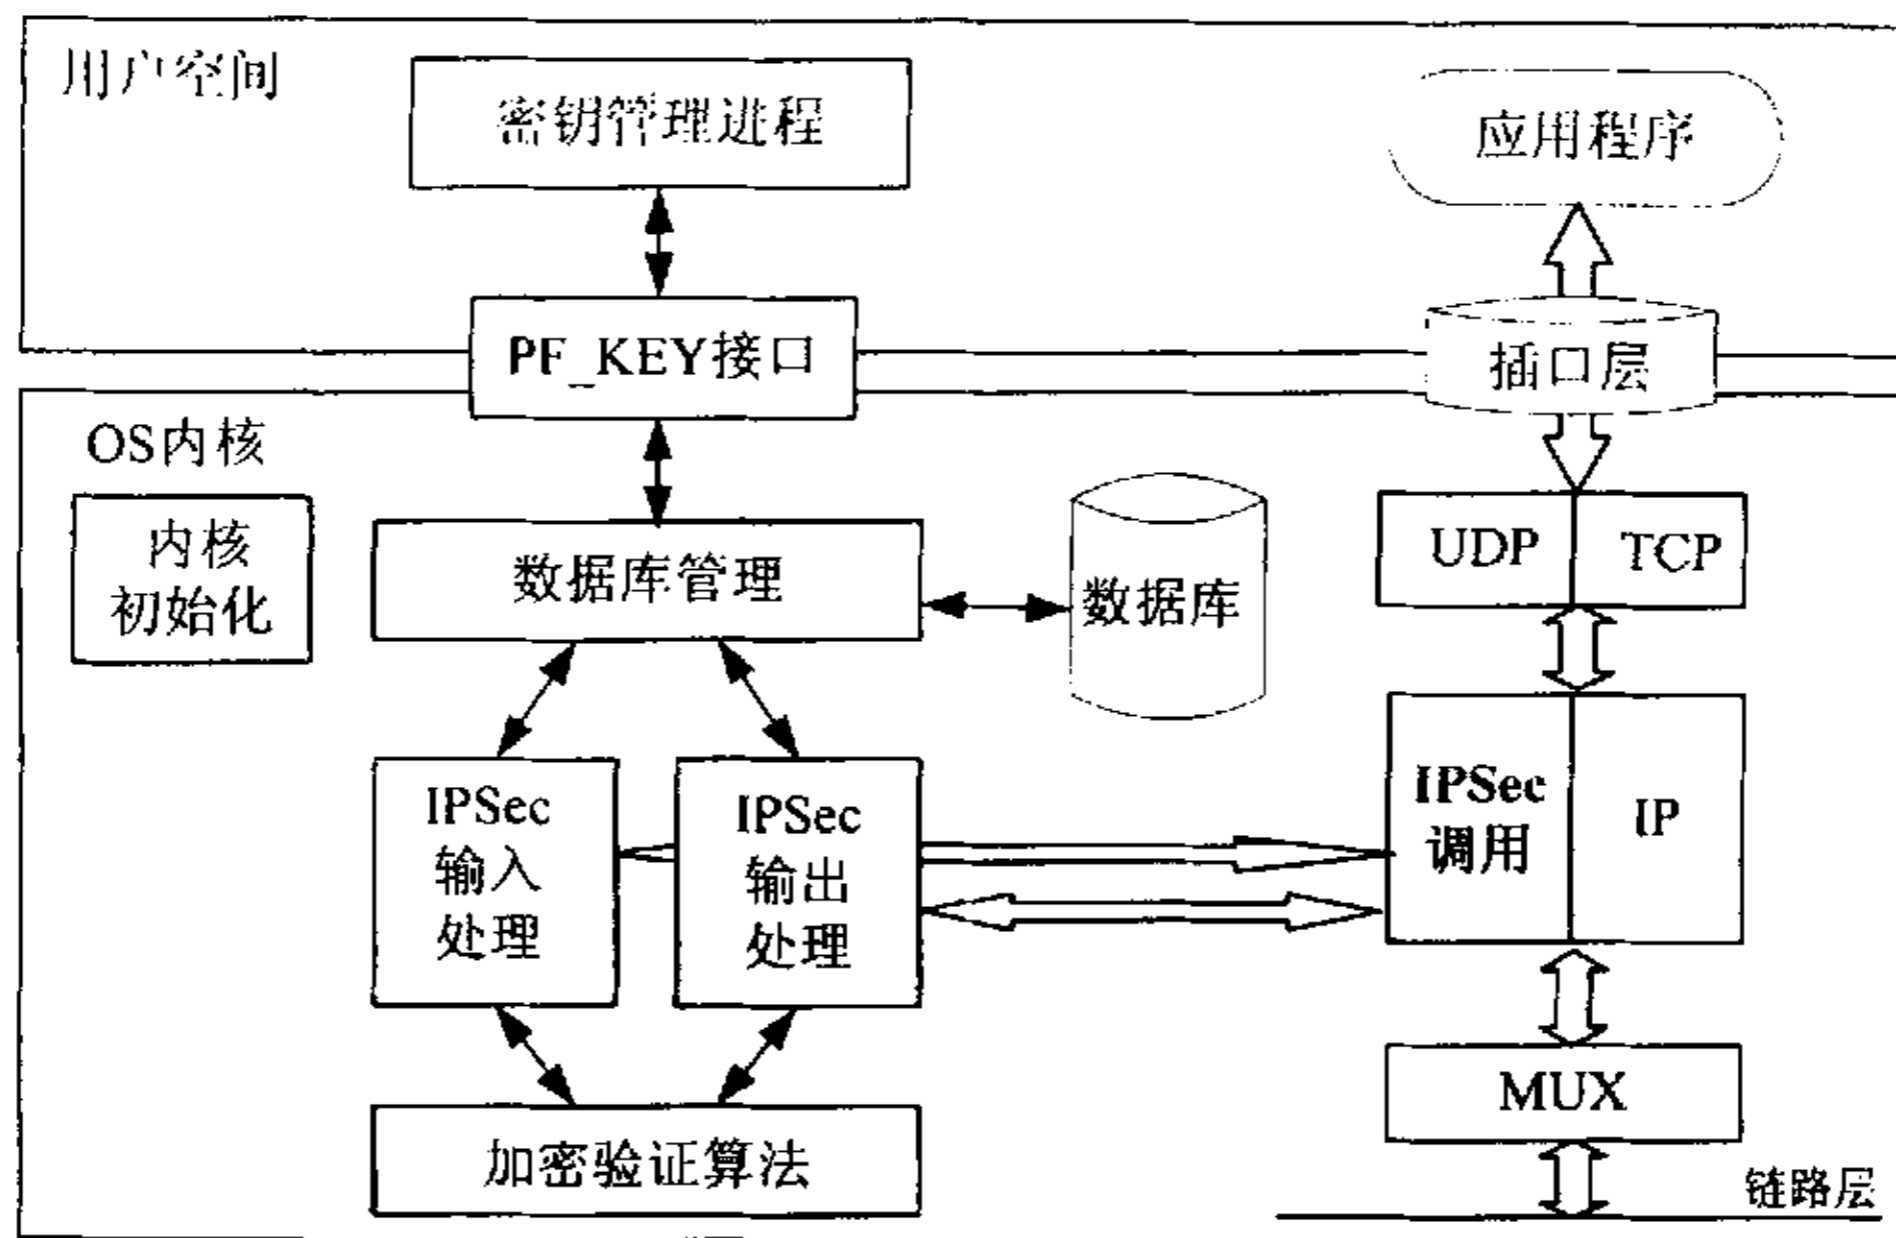 用户空间
密钥管理进程
应用程序
PF_KEY接口
插口层
OS内核
内核
初始化
数据库管理
数据库
UDP
TCP
IPSec
输入
处理
IPSec
输出
处理
IPSec
调用
IP
MUX
加密验证算法
链路层